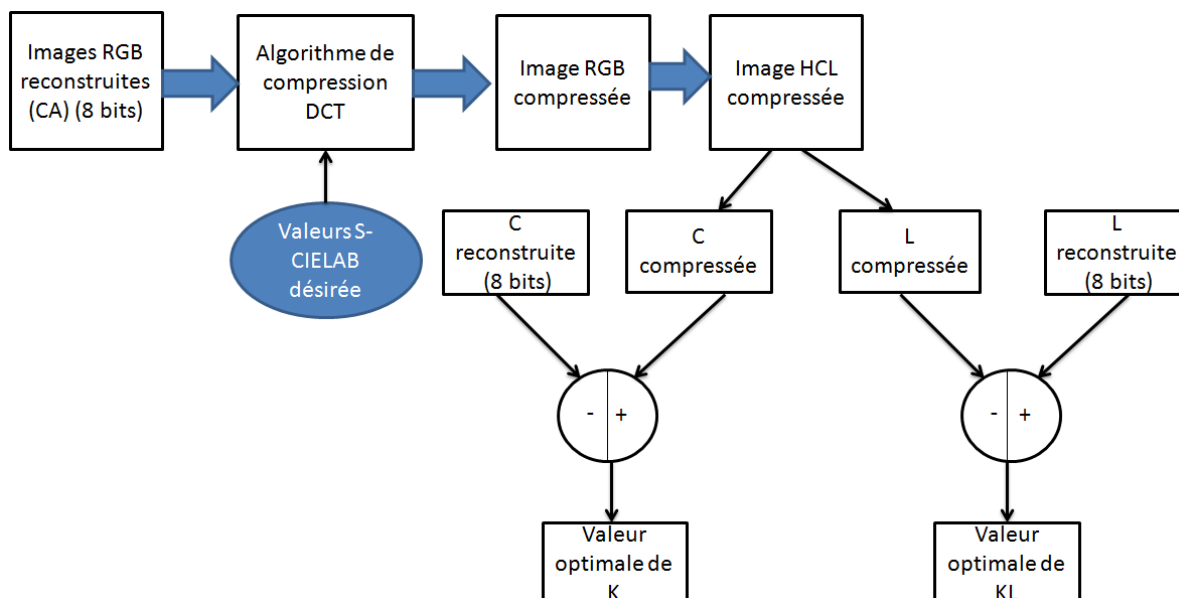 Images RGB
reconstruites
(CA) (8 bits)
Algorithme de
compression
DCT
Image RGB
compressée
Image HCL
compressée
Valeurs S-
CIELAB
désirée
C
reconstruite
(8 bits)
C
compressée
L
compressée
L
reconstruite
(8 bits)
- +
- +
Valeur
optimale de
K
Valeur
optimale de
KL